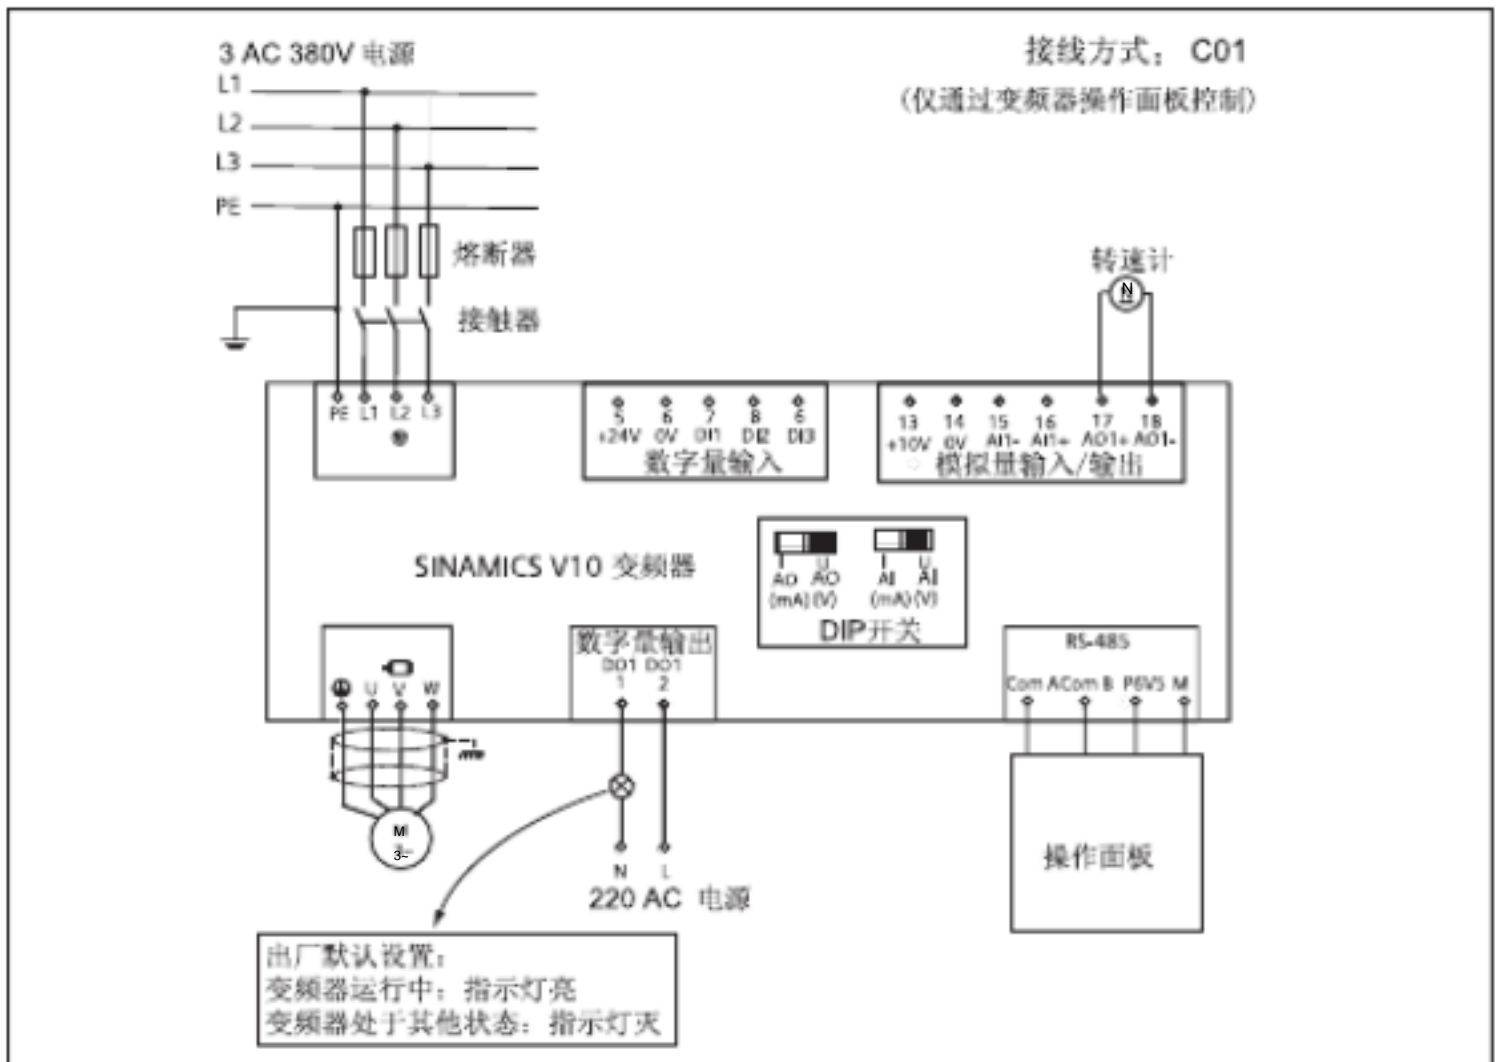 3 AC 380V 电源
接线方式： C01
(仅通过变频器操作面板控制)
L1
L2
L3
PE
熔断器
接触器
转速计
N
PE L1 L2 L3
5 6 7 8 6
+24V 0V DI1 DI2 DI3
数字量输入
13 14 15 16 17 18
+10V 0V AI1- AI1+ AO1+ AO1-
模拟量输入/输出
SINAMICS V10 变频器
I U I U
AO AO AI AI
(mA) (V) (mA) (V)
DIP开关
U V W
数字量输出
DO1 DO1
1 2
RS-485
Com A Com B P6V5 M
M
3~
N L
220 AC 电源
操作面板
出厂默认设置：
变频器运行中：指示灯亮
变频器处于其他状态：指示灯灭